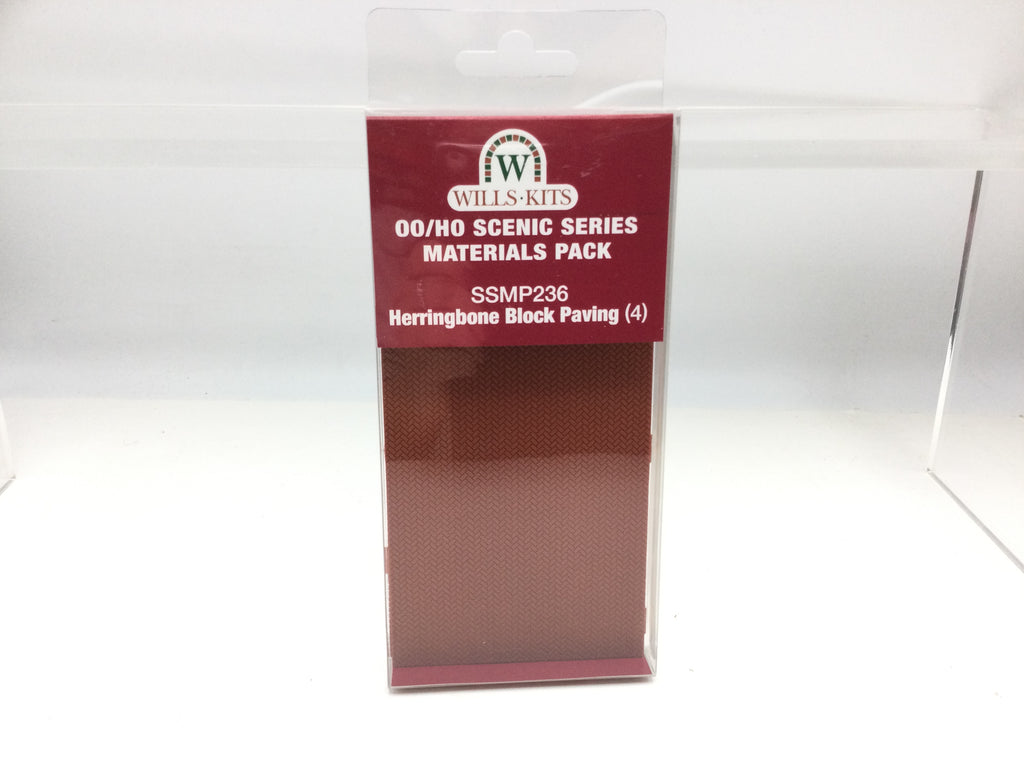 W
WILLS·KITS
OO/HO SCENIC SERIES
MATERIALS PACK
SSMP236
Herringbone Block Paving (4)